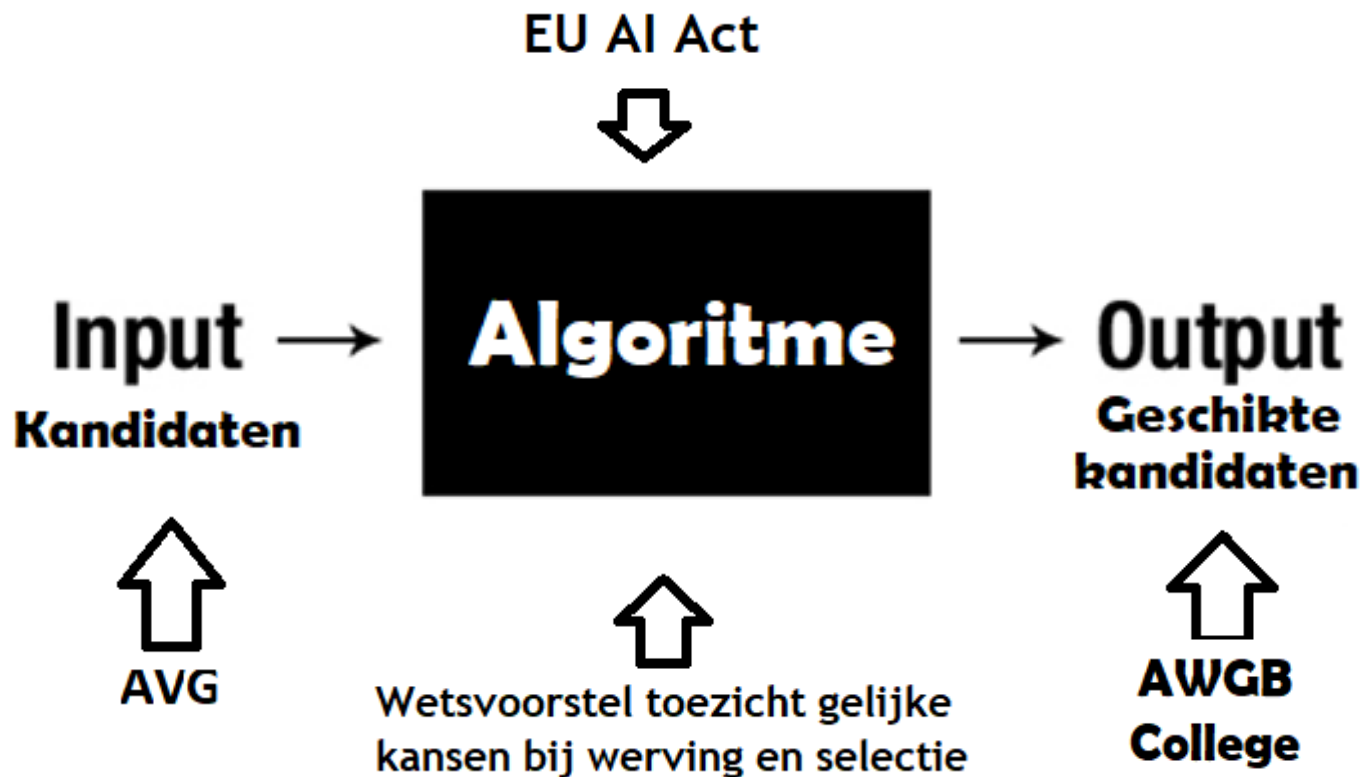 EU AI Act
Input
Algoritme
Output
Kandidaten
Geschikte
kandidaten
AVG
Wetsvoorstel toezicht gelijke
kansen bij werving en selectie
AWGB
College